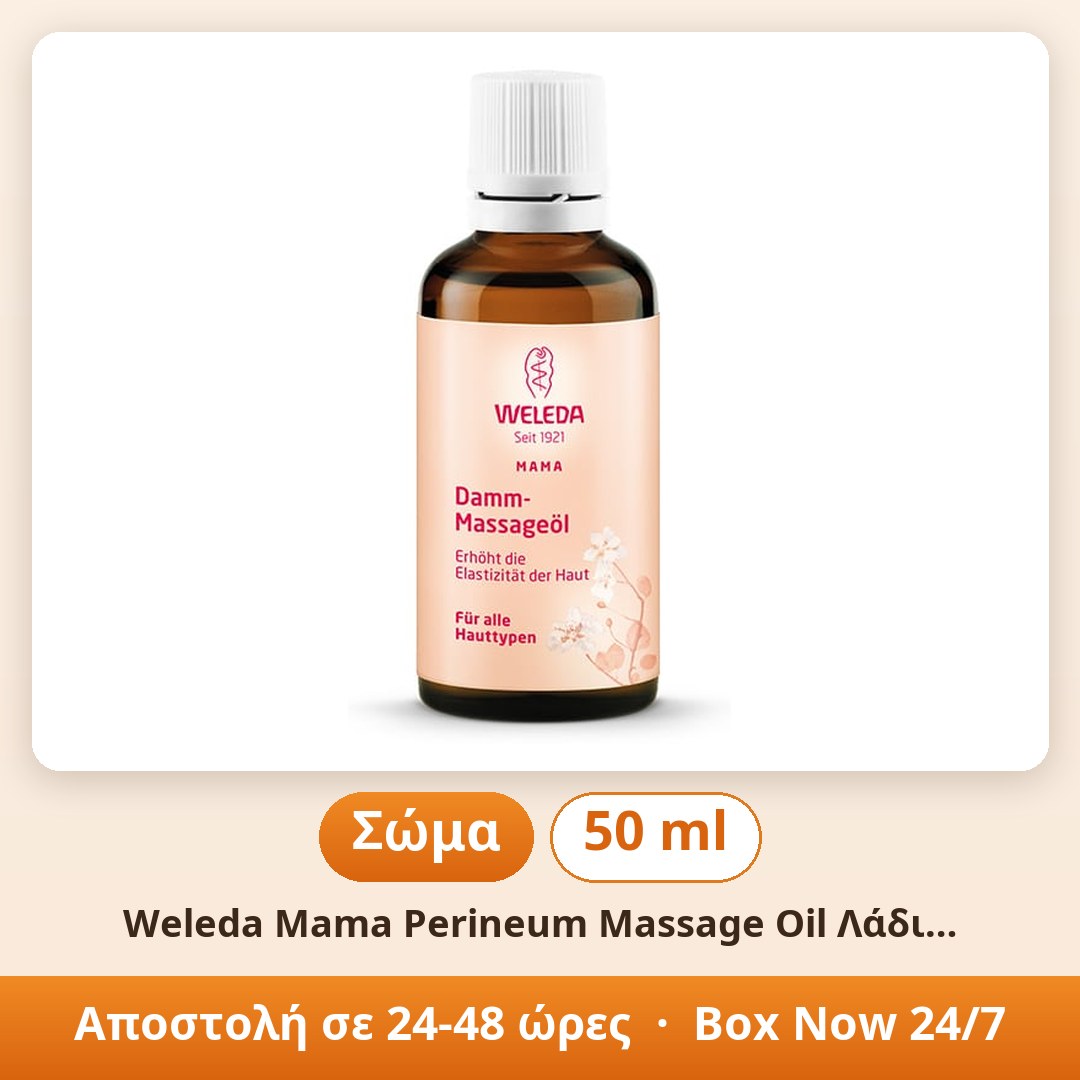 WELEDA
Seit 1921
MAMA
Damm-
Massageöl
Erhöht die
Elastizität der Haut
Für alle
Hauttypen
Σώμα
50 ml
Weleda Mama Perineum Massage Oil Λάδι...
Αποστολή σε 24-48 ώρες · Box Now 24/7